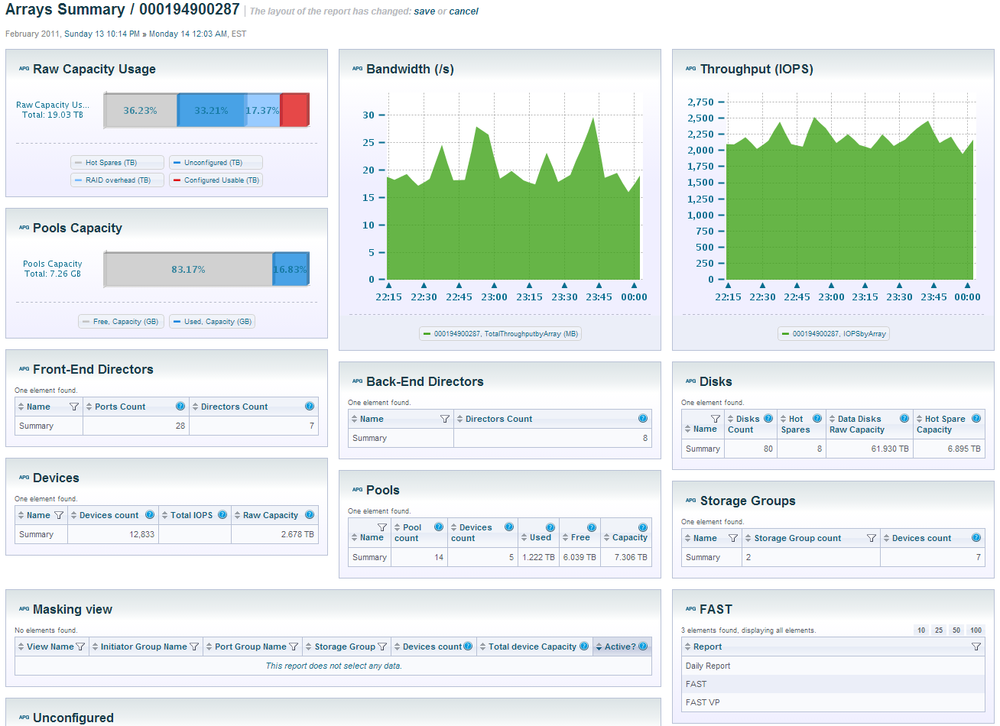 Arrays Summary / 000194900287 | The layout of the report has changed: save or cancel
February 2011, Sunday 13 10:14 PM » Monday 14 12:03 AM, EST
APG Raw Capacity Usage
Raw Capacity Us...
Total: 19.03 TB
36.23%
33.21%
17.37%
Hot Spares (TB)
Unconfigured (TB)
RAID overhead (TB)
Configured Usable (TB)
APG Pools Capacity
Pools Capacity
Total: 7.26 GB
83.17%
16.83%
Free, Capacity (GB)
Used, Capacity (GB)
APG Bandwidth (/s)
30
25
20
15
10
5
0
22:15 22:30 22:45 23:00 23:15 23:30 23:45 00:00
000194900287, TotalThroughputbyArray (MB)
APG Throughput (IOPS)
2,750
2,500
2,250
2,000
1,750
1,500
1,250
1,000
750
500
250
0
22:15 22:30 22:45 23:00 23:15 23:30 23:45 00:00
000194900287, IOPSbyArray
APG Front-End Directors
One element found.
Name Ports Count ? Directors Count ?
Summary 28 7
APG Back-End Directors
One element found.
Name Directors Count ?
Summary 8
APG Disks
One element found.
Name Disks Count ? Hot Spares ? Data Disks Raw Capacity ? Hot Spare Capacity ?
Summary 80 8 61.930 TB 6.895 TB
APG Devices
One element found.
Name Devices count ? Total IOPS ? Raw Capacity ?
Summary 12,833 2.678 TB
APG Pools
One element found.
Name Pool count ? Devices count ? Used ? Free ? Capacity ?
Summary 14 5 1.222 TB 6.039 TB 7.306 TB
APG Storage Groups
One element found.
Name Storage Group count Devices count ?
Summary 2 7
APG Masking view
No elements found.
View Name Initiator Group Name Port Group Name Storage Group Devices count ? Total device Capacity ? Active? ?
This report does not select any data.
APG FAST
3 elements found, displaying all elements. 10 25 50 100
Report
Daily Report
FAST
FAST VP
APG Unconfigured